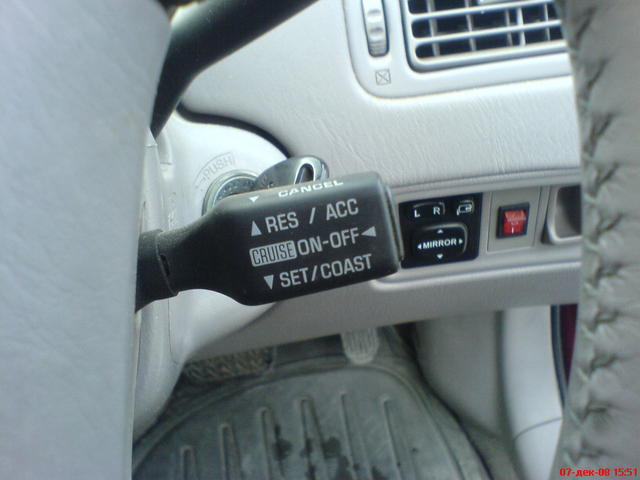 PUSH
▼ CANCEL
▲ RES / ACC
CRUISE ON-OFF ◀
▼ SET/COAST
L R
MIRROR
07-дек-08 15:51